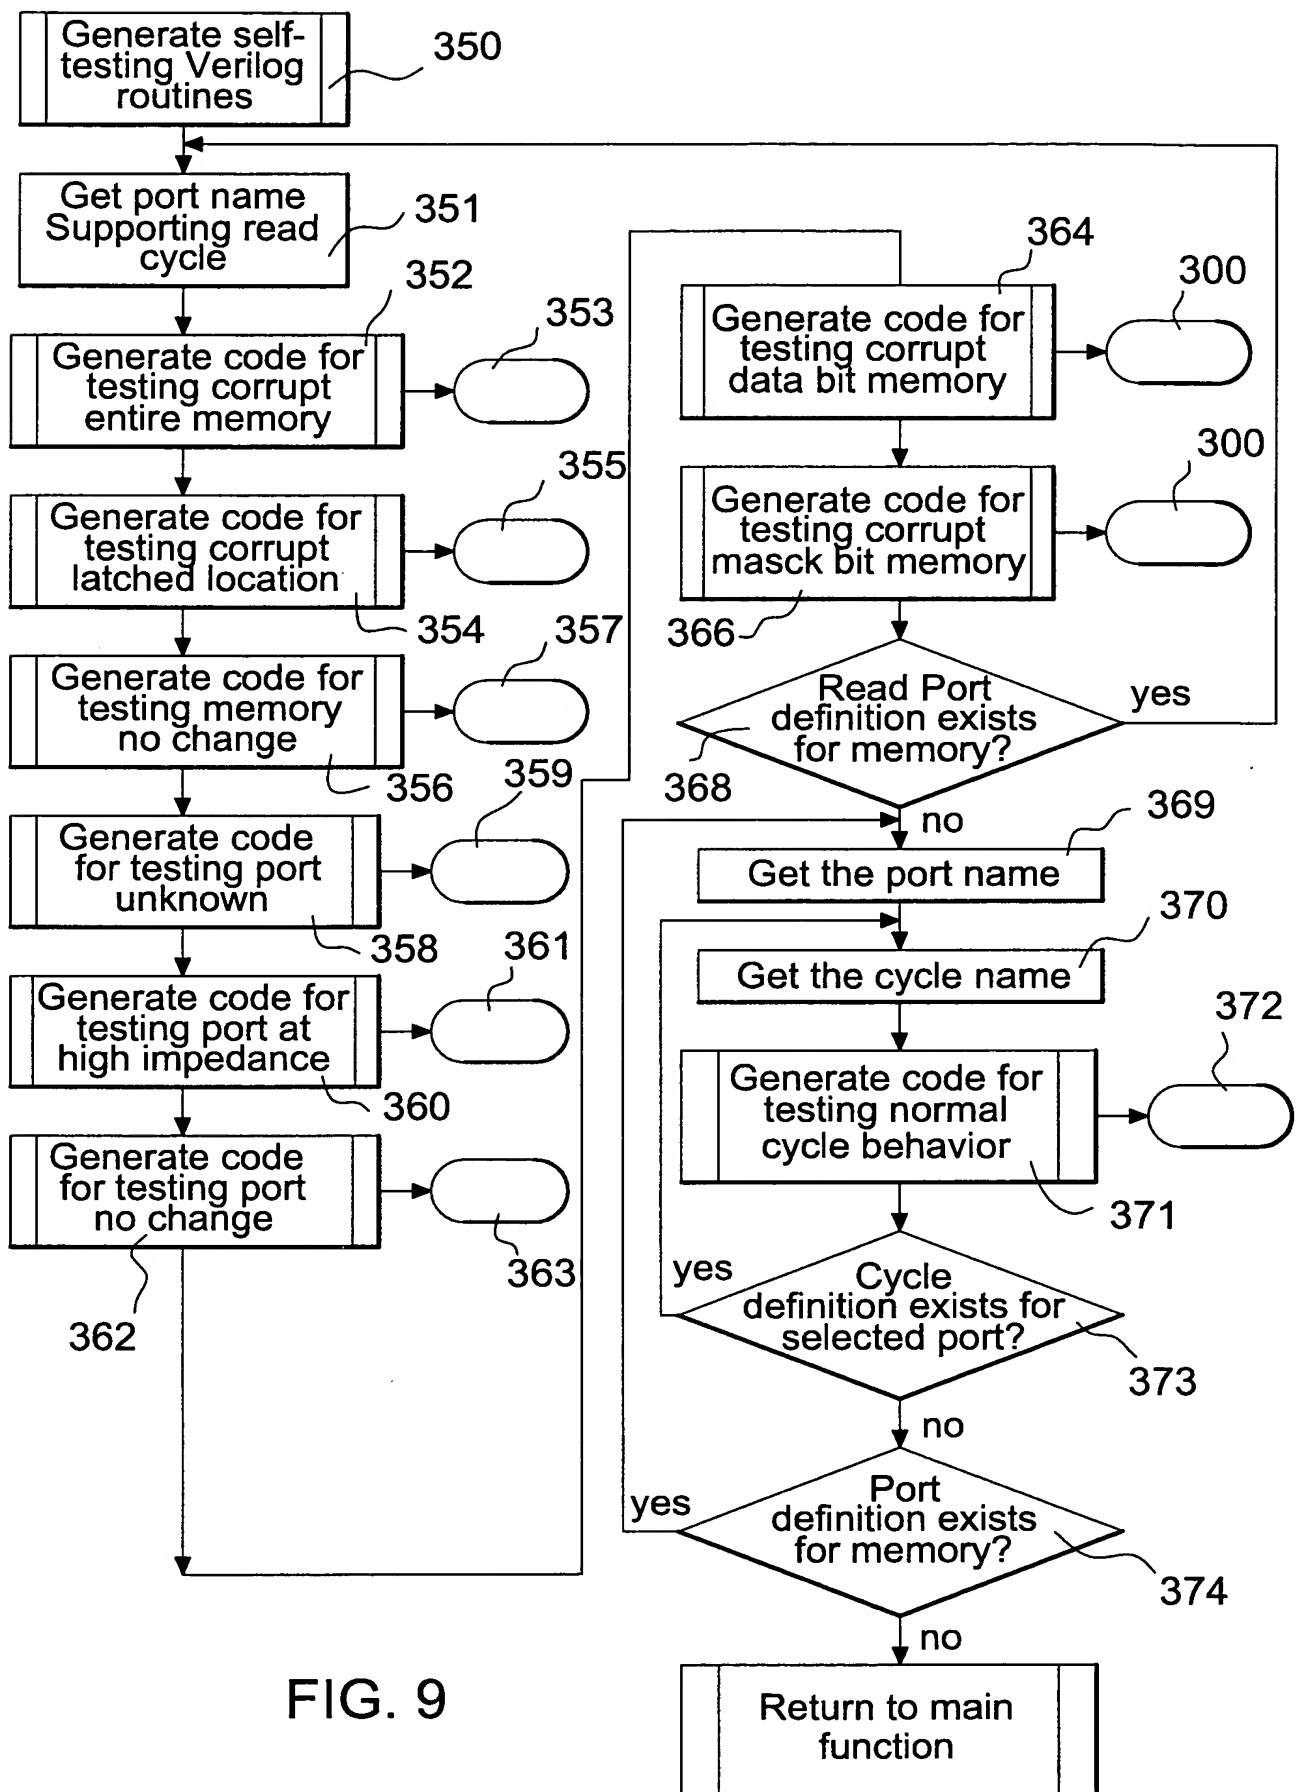 Generate self-
testing Verilog
routines
350
Get port name
Supporting read
cycle
351
352
Generate code for
testing corrupt
entire memory
353
Generate code for
testing corrupt
latched location
355
354
Generate code for
testing memory
no change
357
356
Generate code
for testing port
unknown
359
358
Generate code for
testing port at
high impedance
361
360
Generate code
for testing port
no change
363
362
364
Generate code for
testing corrupt
data bit memory
300
Generate code for
testing corrupt
masck bit memory
300
366
Read Port
definition exists
for memory?
yes
368
no
369
Get the port name
370
Get the cycle name
Generate code for
testing normal
cycle behavior
372
371
yes
Cycle
definition exists for
selected port?
373
no
yes
Port
definition exists
for memory?
374
no
Return to main
function
FIG. 9